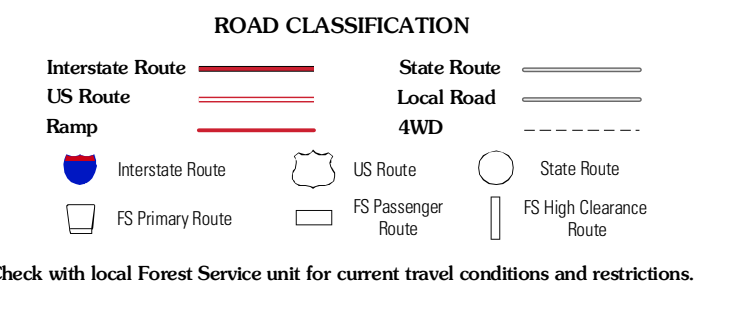 ROAD CLASSIFICATION
Interstate Route
State Route
US Route
Local Road
Ramp
4WD
Interstate Route
US Route
State Route
FS Primary Route
FS Passenger
Route
FS High Clearance
Route
heck with local Forest Service unit for current travel conditions and restrictions.